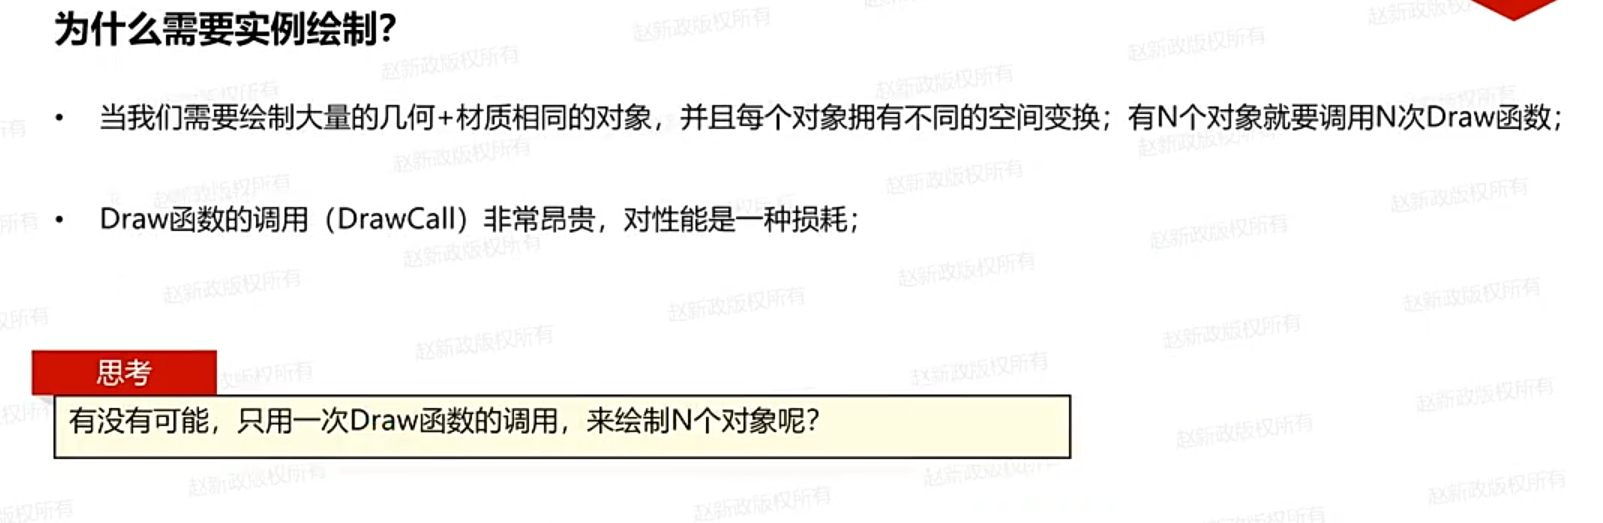 为什么需要实例绘制?
• 当我们需要绘制大量的几何+材质相同的对象，并且每个对象拥有不同的空间变换；有N个对象就要调用N次Draw函数；
• Draw函数的调用（DrawCall）非常昂贵，对性能是一种损耗；
思考
有没有可能，只用一次Draw函数的调用，来绘制N个对象呢？
赵新政版权所有